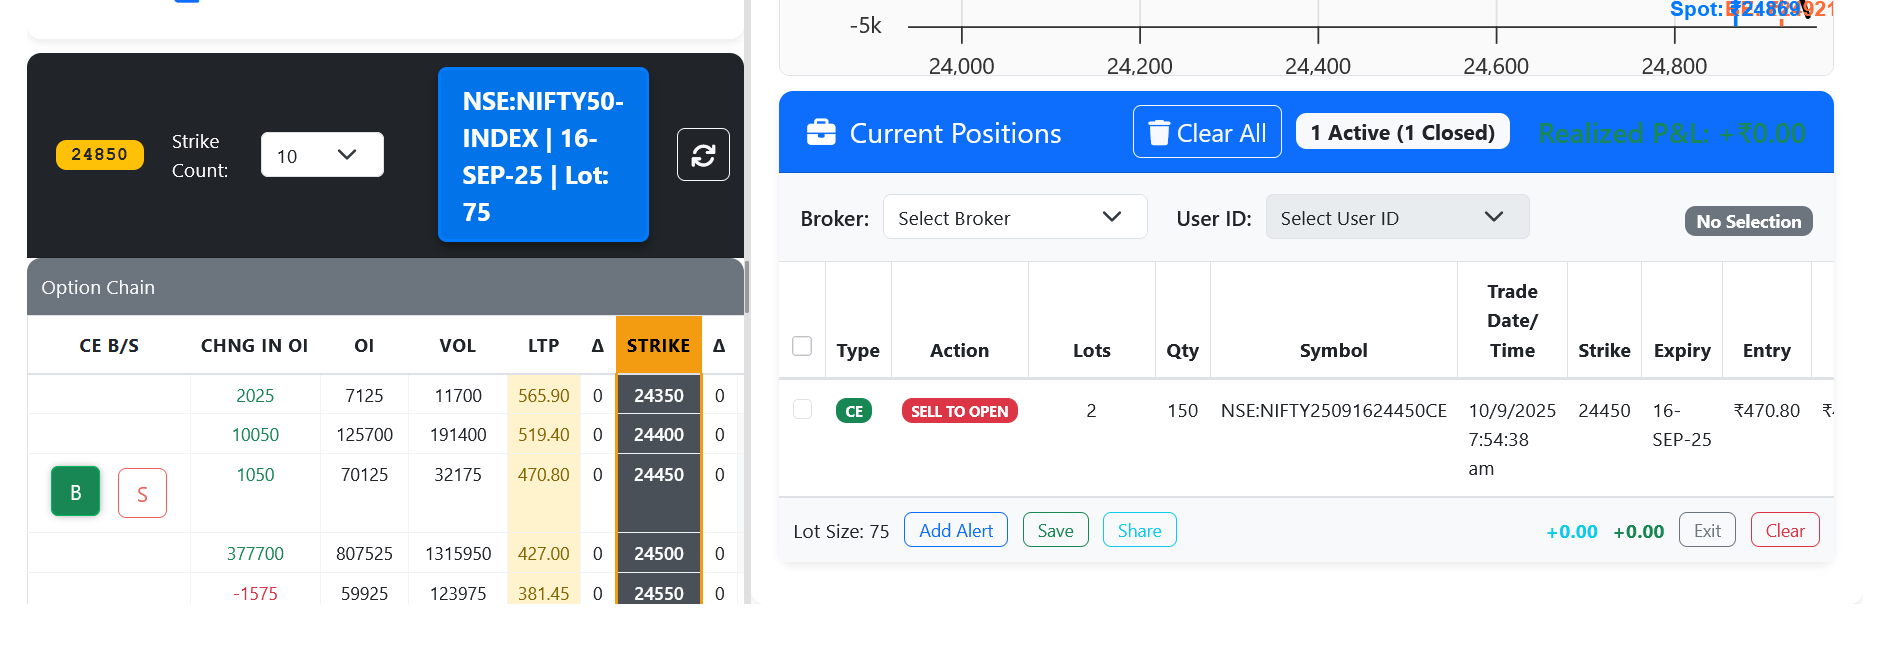 24850
Strike
Count:
10
NSE:NIFTY50-
INDEX | 16-
SEP-25 | Lot:
75
Option Chain
CE B/S CHNG IN OI OI VOL LTP Δ STRIKE Δ
2025 7125 11700 565.90 0 24350 0
10050 125700 191400 519.40 0 24400 0
B S 1050 70125 32175 470.80 0 24450 0
377700 807525 1315950 427.00 0 24500 0
-1575 59925 123975 381.45 0 24550 0
Spot: ₹24869
-5k
24,000 24,200 24,400 24,600 24,800
Current Positions Clear All 1 Active (1 Closed) Realized P&L: +₹0.00
Broker: Select Broker User ID: Select User ID No Selection
Type Action Lots Qty Symbol Trade Date/ Time Strike Expiry Entry
CE SELL TO OPEN 2 150 NSE:NIFTY25091624450CE 10/9/2025 24450 16- ₹470.80
7:54:38 SEP-25
am
Lot Size: 75 Add Alert Save Share +0.00 +0.00 Exit Clear